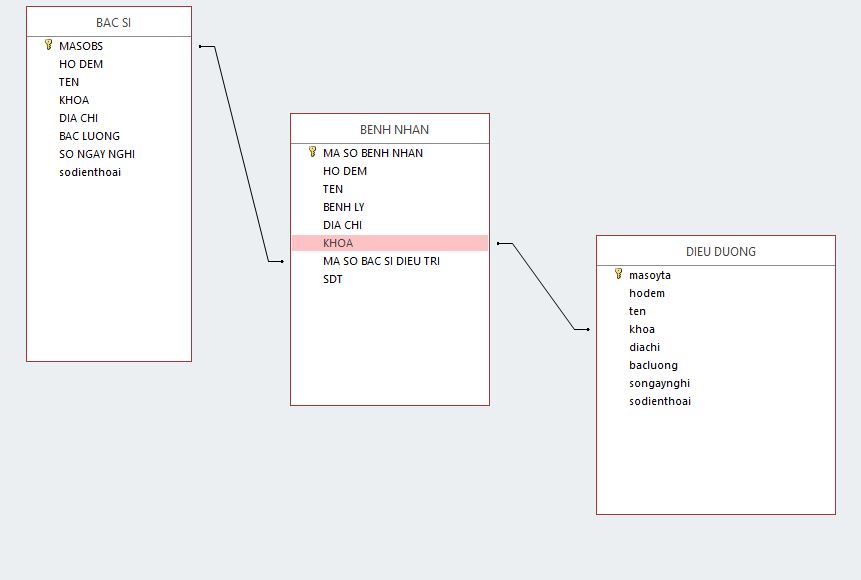 BAC SI
MASOBS
HO DEM
TEN
KHOA
DIA CHI
BAC LUONG
SO NGAY NGHI
sodienthoai
BENH NHAN
MA SO BENH NHAN
HO DEM
TEN
BENH LY
DIA CHI
KHOA
MA SO BAC SI DIEU TRI
SDT
DIEU DUONG
masoyta
hodem
ten
khoa
diachi
bacluong
songaynghi
sodienthoai